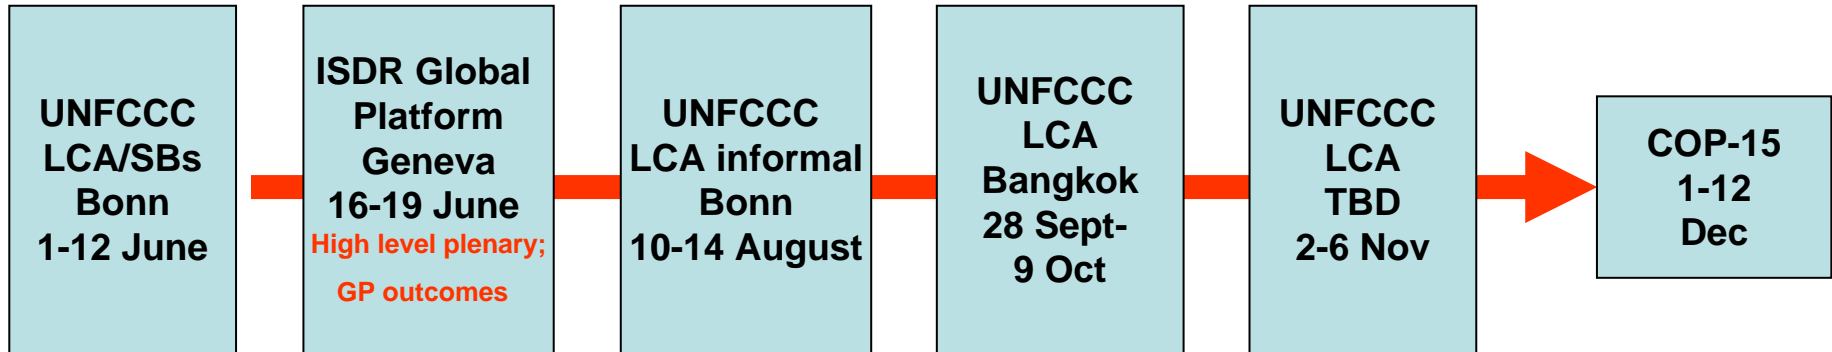 UNFCCC
LCA/SBs
Bonn
1-12 June
ISDR Global
Platform
Geneva
16-19 June
High level plenary;
GP outcomes
UNFCCC
LCA informal
Bonn
10-14 August
UNFCCC
LCA
Bangkok
28 Sept-
9 Oct
UNFCCC
LCA
TBD
2-6 Nov
COP-15
1-12
Dec